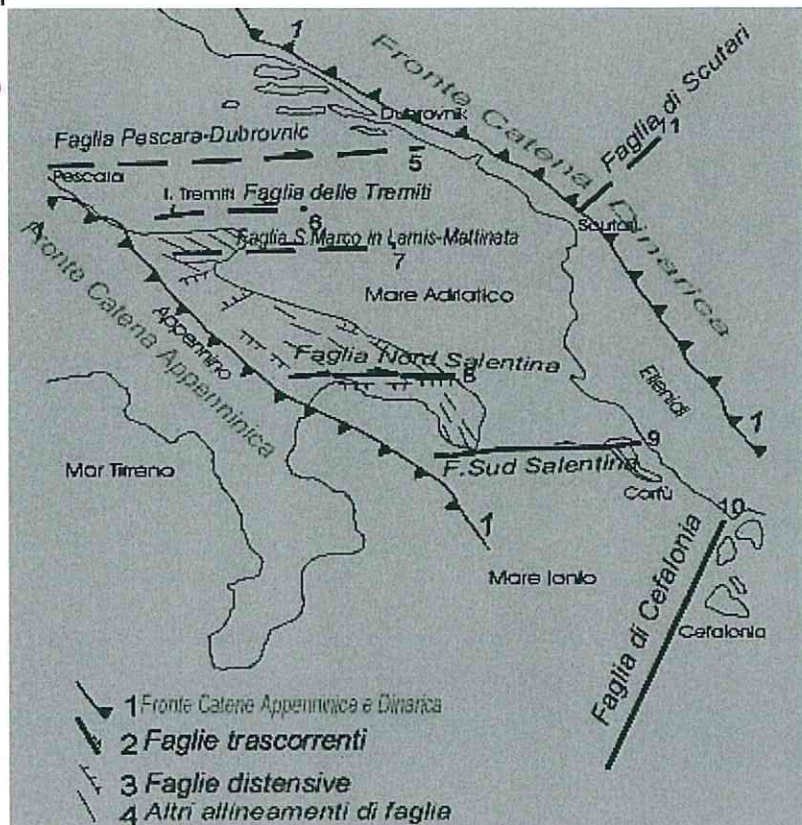 1
Fronte Catena Dinarica
Faglia di Scutari
11
Dubrovnik
Faglia Pescara-Dubrovnic
5
Pescara
I. Tremiti Faglia delle Tremiti
6
Scutari
Faglia S.Marco in Lamis-Mattinata
7
Fronte Catena Appenninica
Mare Adriatico
Appennino
Faglia Nord Salentina
8
Ellenidi
1
9
Mar Tirreno
F.Sud Salentina
Corfù
10
1
Mare Ionio
Faglia di Cefalonia
Cefalonia
1 Fronte Catene Appenninica e Dinarica
2 Faglie trascorrenti
3 Faglie distensive
4 Altri allineamenti di faglia